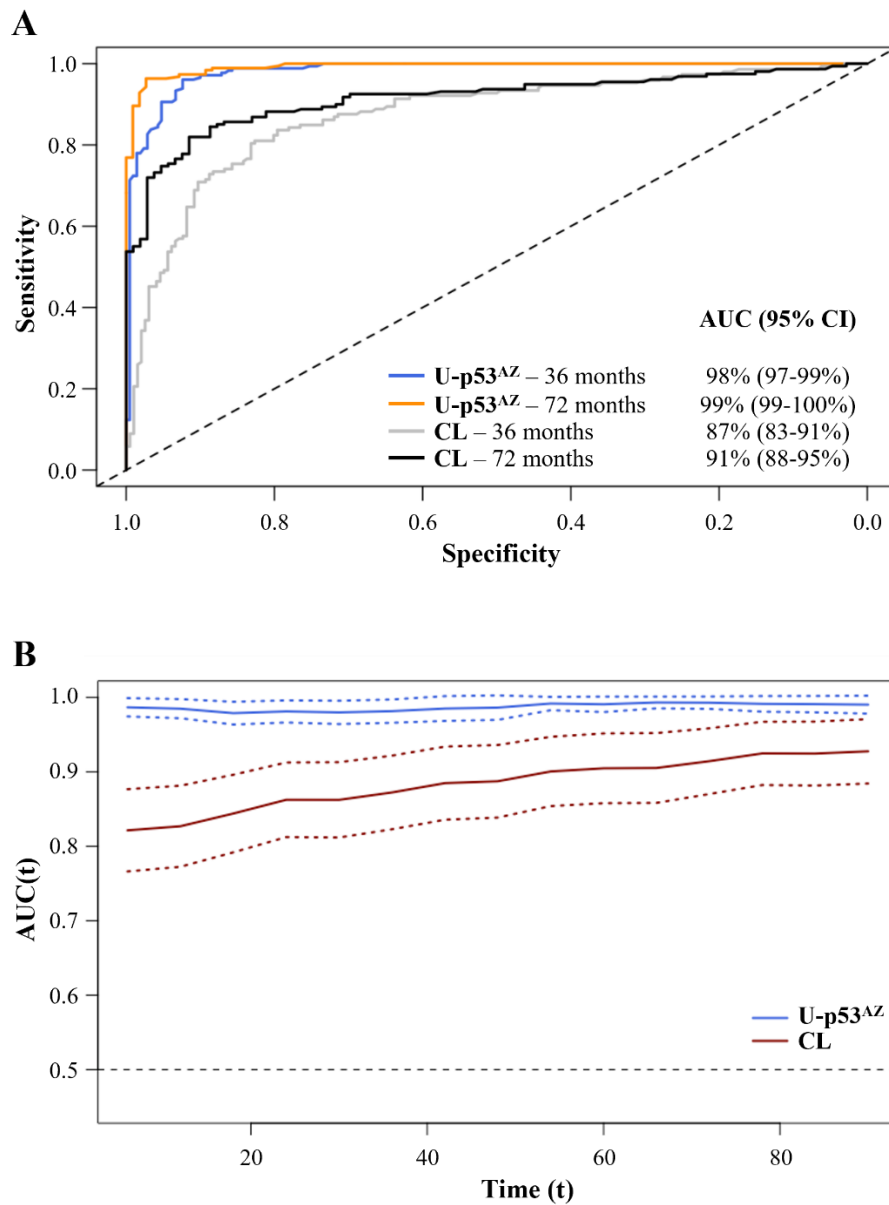 A
1.0
0.8
0.6
0.4
0.2
0.0
Sensitivity
AUC (95% CI)
U-p53ᴬᶻ – 36 months 98% (97-99%)
U-p53ᴬᶻ – 72 months 99% (99-100%)
CL – 36 months 87% (83-91%)
CL – 72 months 91% (88-95%)
1.0 0.8 0.6 0.4 0.2 0.0
Specificity
B
1.0
0.9
0.8
0.7
0.6
0.5
AUC(t)
U-p53ᴬᶻ
CL
20 40 60 80
Time (t)